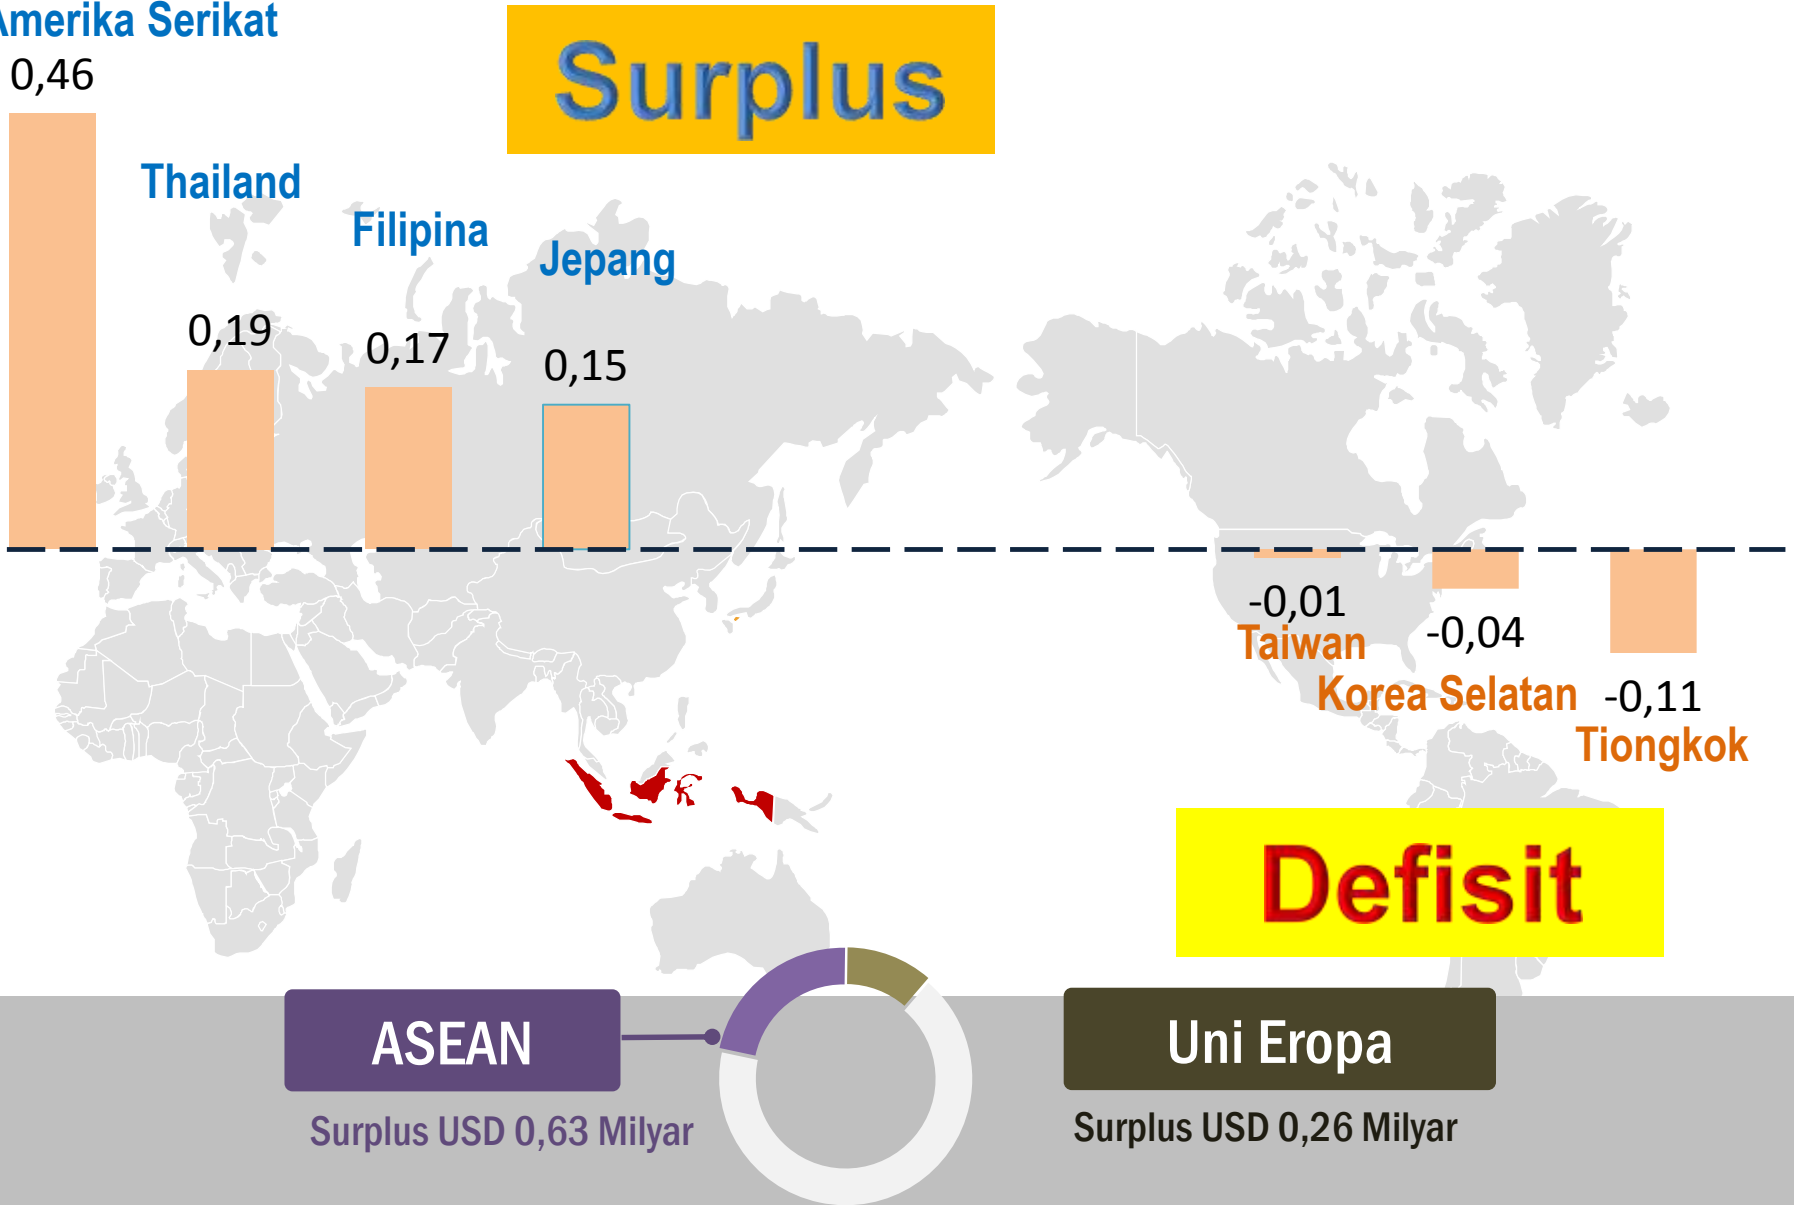 Amerika Serikat
0,46
Surplus
Thailand
0,19
Filipina
0,17
Jepang
0,15
-0,01
Taiwan
-0,04
Korea Selatan
-0,11
Tiongkok
Defisit
ASEAN
Surplus USD 0,63 Milyar
Uni Eropa
Surplus USD 0,26 Milyar